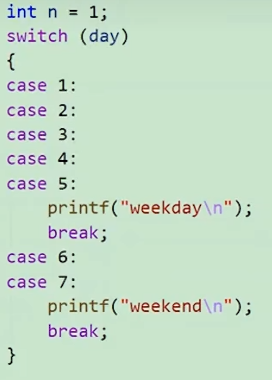 int n = 1;
switch (day)
{
case 1:
case 2:
case 3:
case 4:
case 5:
    printf("weekday\n");
    break;
case 6:
case 7:
    printf("weekend\n");
    break;
}